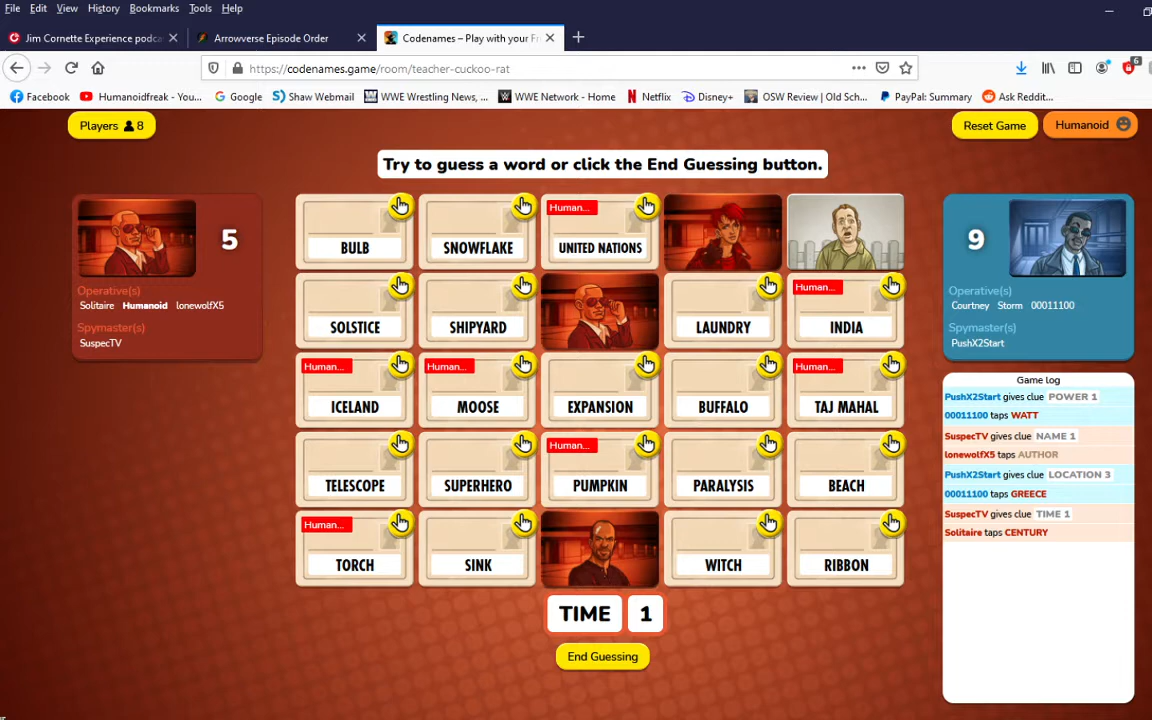 File Edit View History Bookmarks Tools Help
Jim Cornette Experience podca
Arrowverse Episode Order
Codenames – Play with your Fr
https://codenames.game/room/teacher-cuckoo-rat
6
Facebook Humanoidfreak - You... Google Shaw Webmail WWE Wrestling News, ... WWE Network - Home Netflix Disney+ OSW Review | Old Sch... PayPal: Summary Ask Reddit...
Players 8
Reset Game
Humanoid
Try to guess a word or click the End Guessing button.
5
Operative(s)
Solitaire Humanoid lonewolfX5
Spymaster(s)
SuspecTV
Human...
BULB SNOWFLAKE UNITED NATIONS
Human...
SOLSTICE SHIPYARD LAUNDRY INDIA
Human... Human... Human...
ICELAND MOOSE EXPANSION BUFFALO TAJ MAHAL
Human...
TELESCOPE SUPERHERO PUMPKIN PARALYSIS BEACH
Human...
TORCH SINK WITCH RIBBON
TIME 1
End Guessing
9
Operative(s)
Courtney Storm 00011100
Spymaster(s)
PushX2Start
Game log
PushX2Start gives clue POWER 1
00011100 taps WATT
SuspecTV gives clue NAME 1
lonewolfX5 taps AUTHOR
PushX2Start gives clue LOCATION 3
00011100 taps GREECE
SuspecTV gives clue TIME 1
Solitaire taps CENTURY